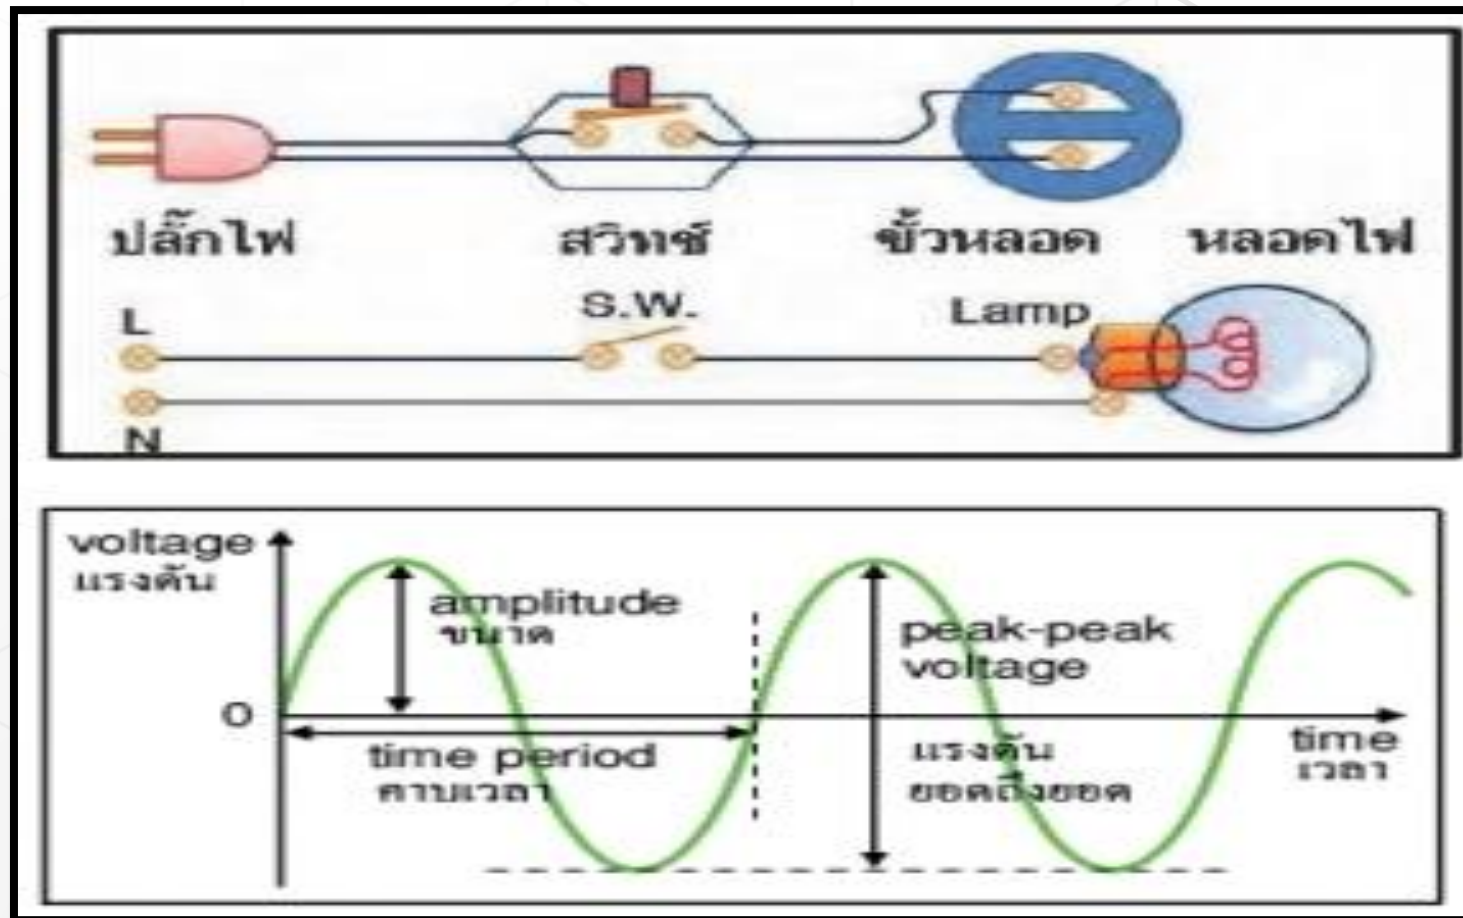 ปลั๊กไฟ สวิทช์ ขั้วหลอด หลอดไฟ
L S.W. Lamp
N
voltage
แรงดัน
amplitude
ขนาด
peak-peak
voltage
0
time period
คาบเวลา
แรงดัน
ยอดถึงยอด
time
เวลา